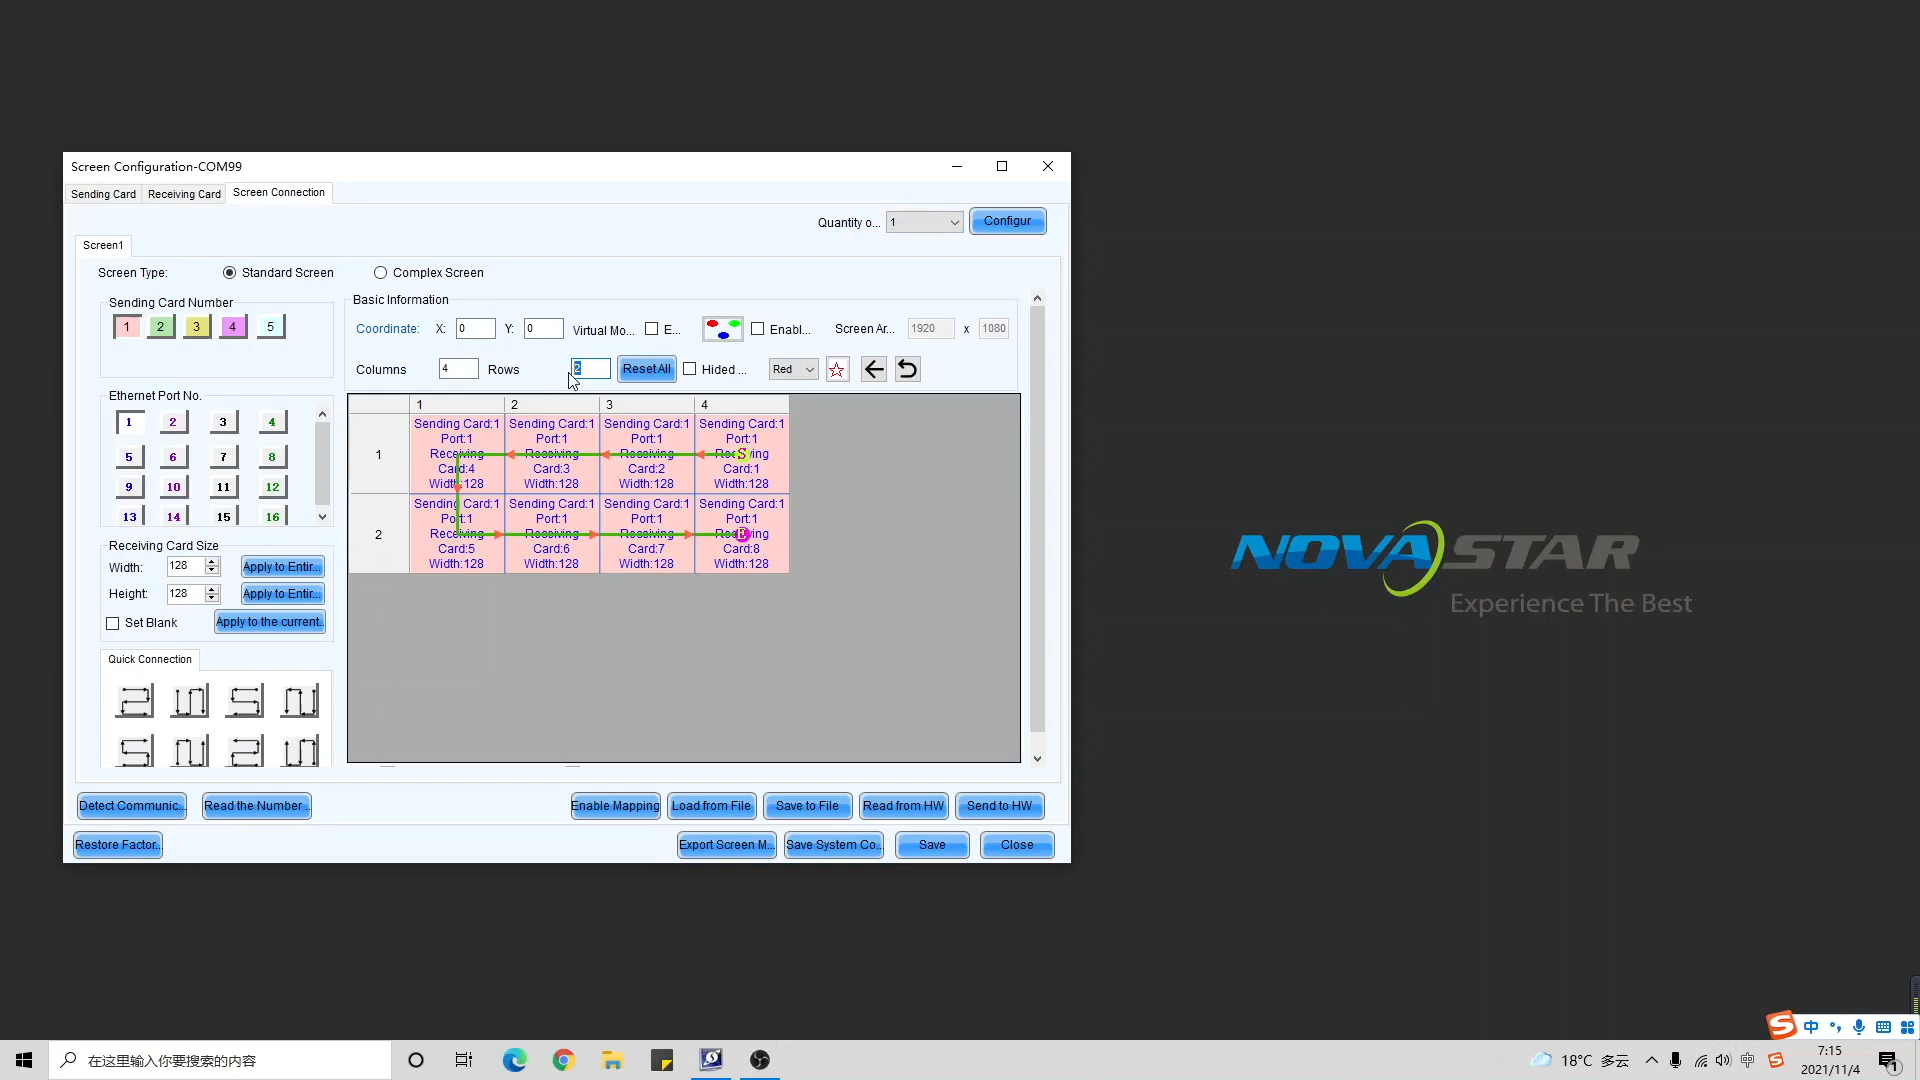 Screen Configuration-COM99
Sending Card Receiving Card Screen Connection
Quantity o... 1 Configur
Screen1
Screen Type: Standard Screen Complex Screen
Sending Card Number
1 2 3 4 5
Basic Information
Coordinate: X: 0 Y: 0 Virtual Mo... E... Enabl... Screen Ar... 1920 x 1080
Columns 4 Rows 2 Reset All Hided ... Red
Ethernet Port No.
1 2 3 4
5 6 7 8
9 10 11 12
13 14 15 16
1 2 3 4
Sending Card:1 Sending Card:1 Sending Card:1 Sending Card:1
Port:1 Port:1 Port:1 Port:1
1 Receiving Receiving Receiving Receiving S
Card:4 Card:3 Card:2 Card:1
Width:128 Width:128 Width:128 Width:128
Sending Card:1 Sending Card:1 Sending Card:1 Sending Card:1
Port:1 Port:1 Port:1 Port:1
2 Receiving Receiving Receiving Receiving E
Card:5 Card:6 Card:7 Card:8
Width:128 Width:128 Width:128 Width:128
Receiving Card Size
Width: 128 Apply to Entir...
Height: 128 Apply to Entir...
Set Blank Apply to the current.
Quick Connection
Detect Communic... Read the Number .. Enable Mapping Load from File Save to File Read from HW Send to HW
Restore Factor... Export Screen M... Save System Co... Save Close
NOVASTAR
Experience The Best
S 中
在这里输入你要搜索的内容
18°C 多云 中 S
7:15
2021/11/4
1